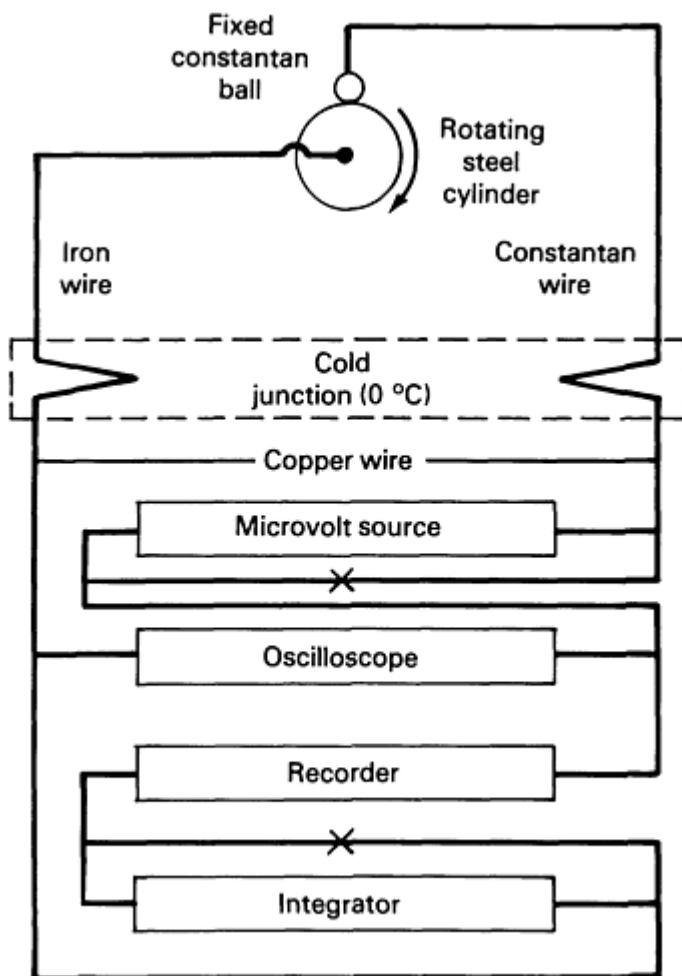 Fixed
constantan
ball
Rotating
steel
cylinder
Iron
wire
Constantan
wire
Cold
junction (0 °C)
Copper wire
Microvolt source
Oscilloscope
Recorder
Integrator